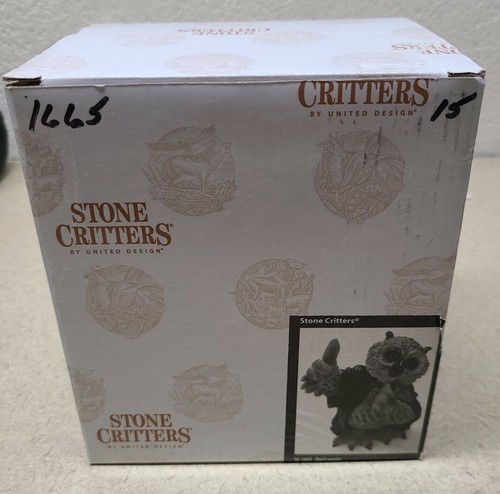 CRITTERS
BY UNITED DESIGN®
1665
15
STONE
CRITTERS®
BY UNITED DESIGN®
Stone Critters®
STONE
CRITTERS®
BY UNITED DESIGN®